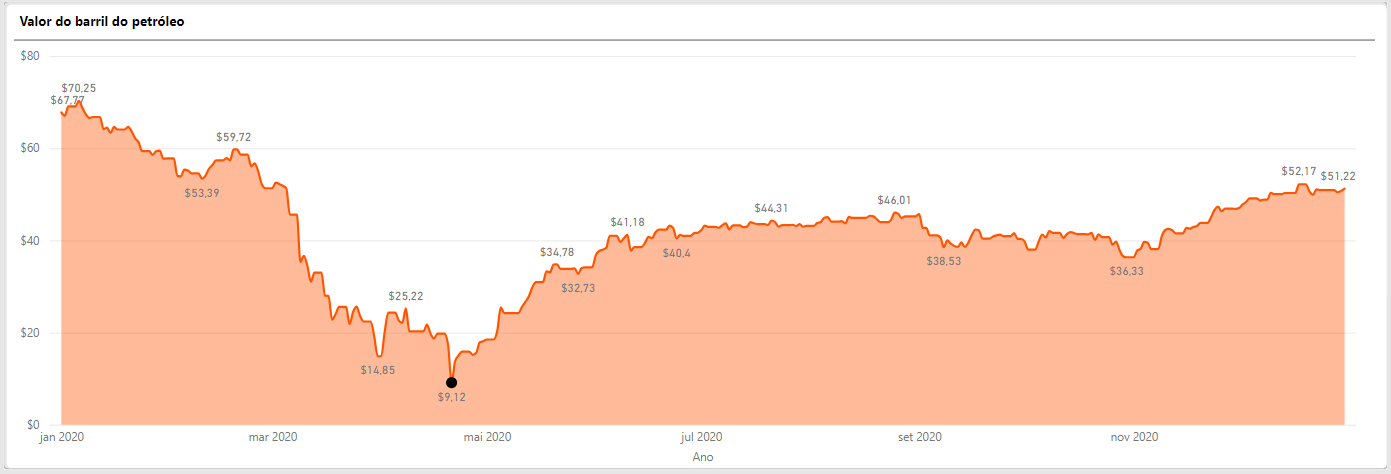 Valor do barril do petróleo
$80
$70,25
$67,77
$60
$59,72
$53,39
$52,17
$51,22
$46,01
$44,31
$41,18
$40
$40,4
$38,53
$36,33
$34,78
$32,73
$25,22
$20
$14,85
$9,12
$0
jan 2020
mar 2020
mai 2020
jul 2020
set 2020
nov 2020
Ano